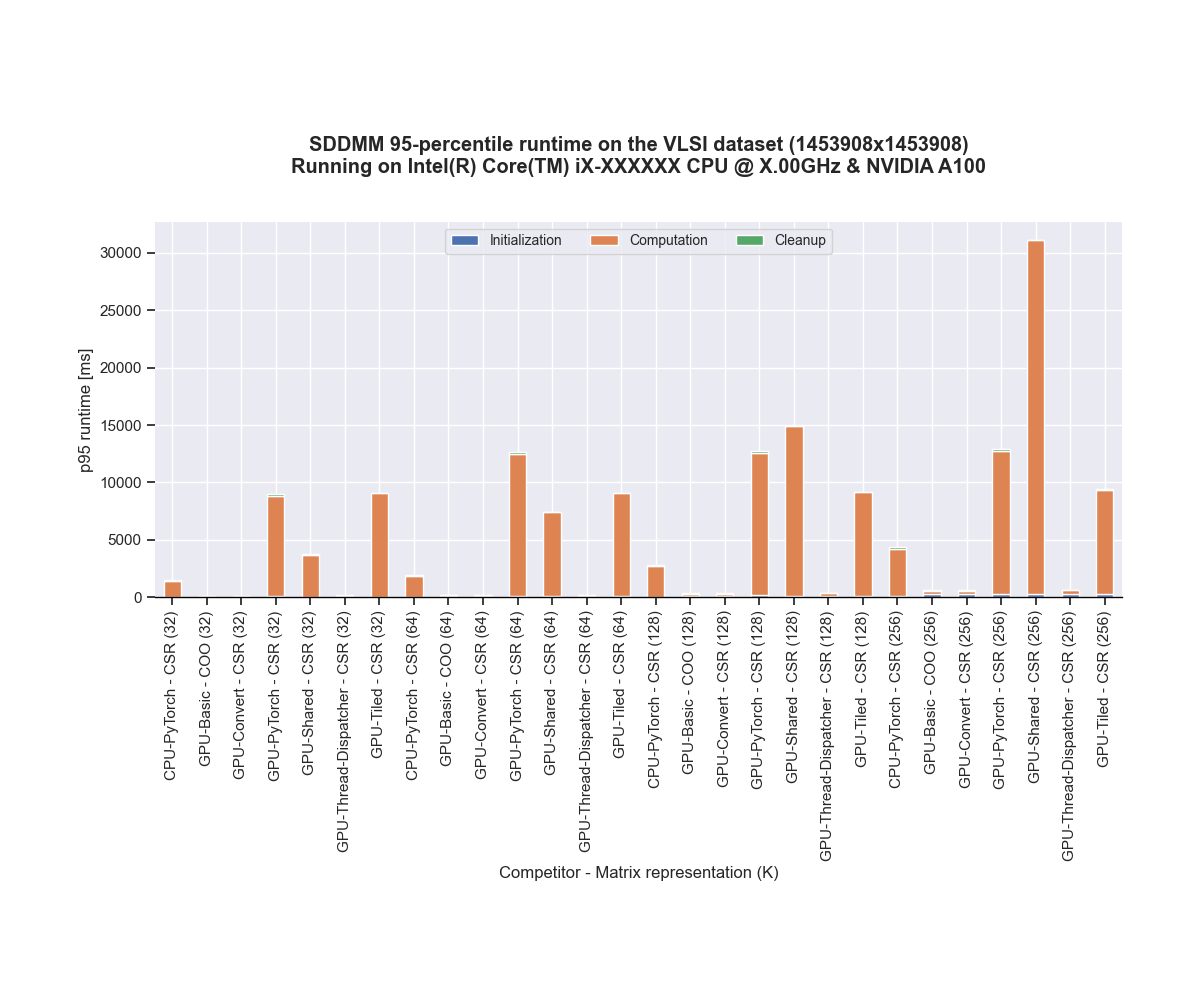 SDDMM 95-percentile runtime on the VLSI dataset (1453908x1453908)
Running on Intel(R) Core(TM) iX-XXXXXX CPU @ X.00GHz & NVIDIA A100
Initialization
Computation
Cleanup
p95 runtime [ms]
30000
25000
20000
15000
10000
5000
0
CPU-PyTorch - CSR (32)
GPU-Basic - COO (32)
GPU-Convert - CSR (32)
GPU-PyTorch - CSR (32)
GPU-Shared - CSR (32)
GPU-Thread-Dispatcher - CSR (32)
GPU-Tiled - CSR (32)
CPU-PyTorch - CSR (64)
GPU-Basic - COO (64)
GPU-Convert - CSR (64)
GPU-PyTorch - CSR (64)
GPU-Shared - CSR (64)
GPU-Thread-Dispatcher - CSR (64)
GPU-Tiled - CSR (64)
CPU-PyTorch - CSR (128)
GPU-Basic - COO (128)
GPU-Convert - CSR (128)
GPU-PyTorch - CSR (128)
GPU-Shared - CSR (128)
GPU-Thread-Dispatcher - CSR (128)
GPU-Tiled - CSR (128)
CPU-PyTorch - CSR (256)
GPU-Basic - COO (256)
GPU-Convert - CSR (256)
GPU-PyTorch - CSR (256)
GPU-Shared - CSR (256)
GPU-Thread-Dispatcher - CSR (256)
GPU-Tiled - CSR (256)
Competitor - Matrix representation (K)